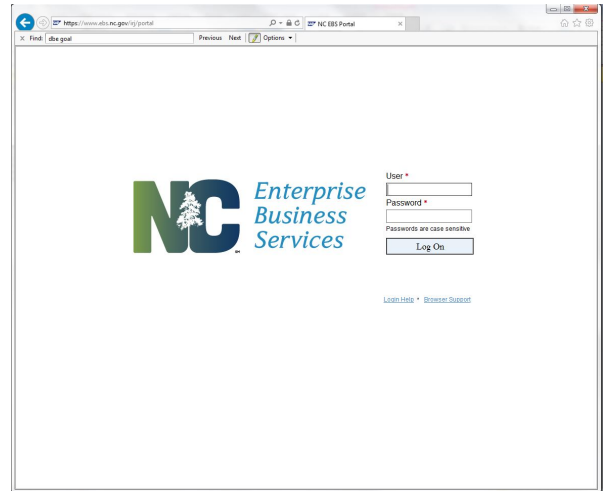 https://www.ebs.nc.gov/irj/portal
NC EBS Portal
x Find: dbe goal Previous Next Options
NC Enterprise
Business
Services
SM
User *
Password *
Passwords are case sensitive
Log On
Login Help * Browser Support